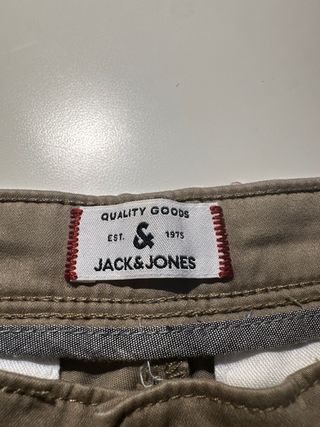 QUALITY GOODS
EST. & 1975
JACK&JONES